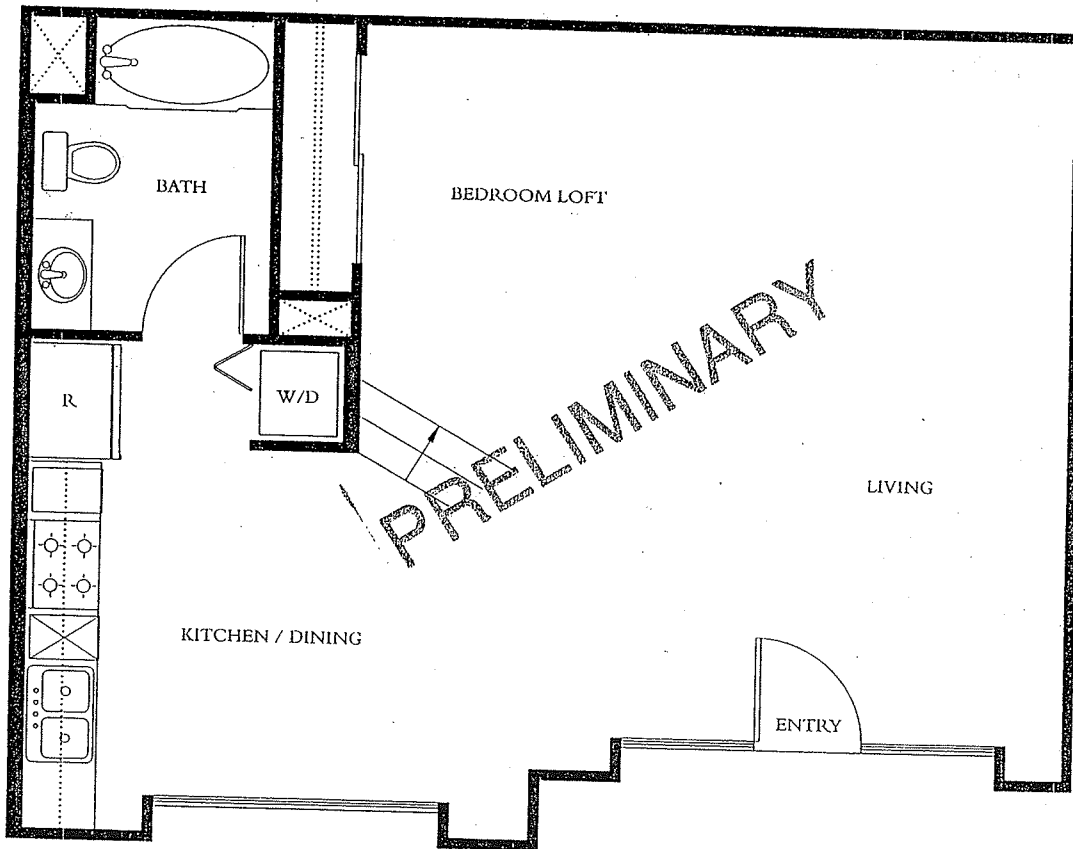 BATH
BEDROOM LOFT
R
W/D
PRELIMINARY
LIVING
KITCHEN / DINING
ENTRY